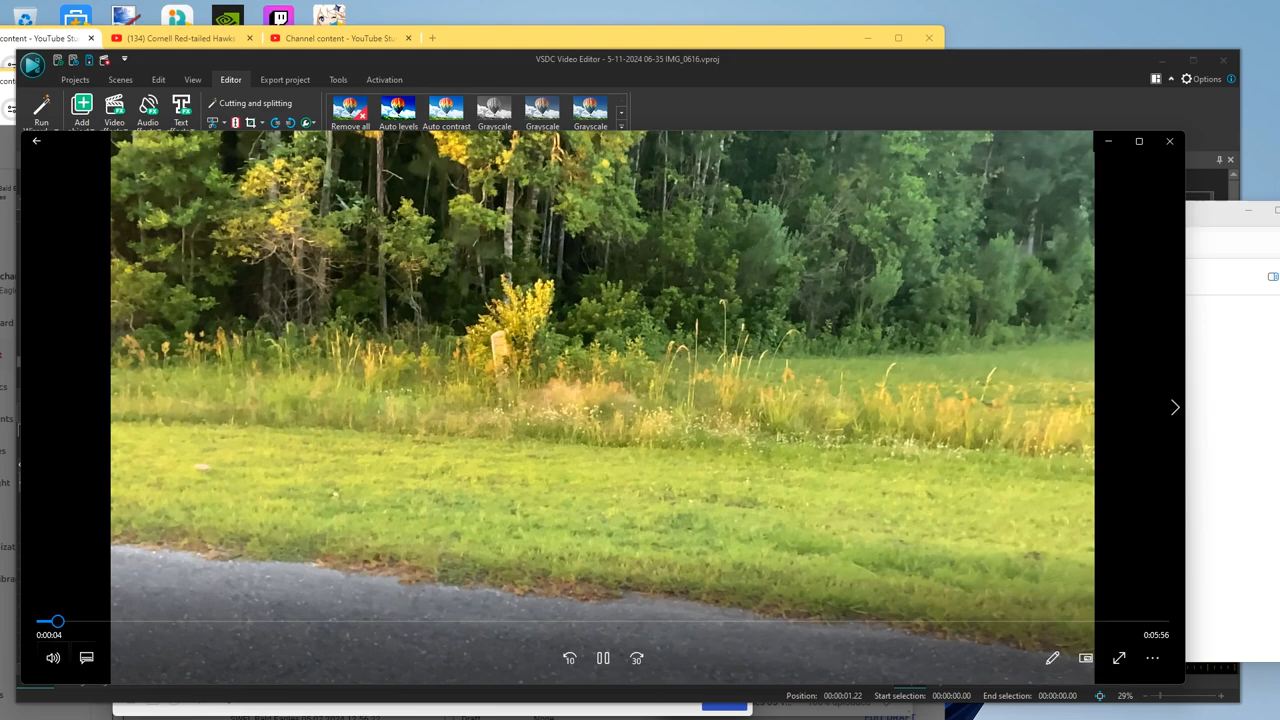 content - YouTube Stu
(134) Cornell Red-tailed Hawks
Channel content - YouTube Stu
VSDC Video Editor - 5-11-2024 06-35 IMG_0616.vproj
Projects
Scenes
Edit
View
Editor
Export project
Tools
Activation
Options
Run
Add
object
Video
Audio
Text
Cutting and splitting
Remove all
Auto levels
Auto contrast
Grayscale
Grayscale
Grayscale
0:00:04
0:05:56
10
30
Position: 00:00:01.22
Start selection: 00:00:00.00
End selection: 00:00:00.00
29%